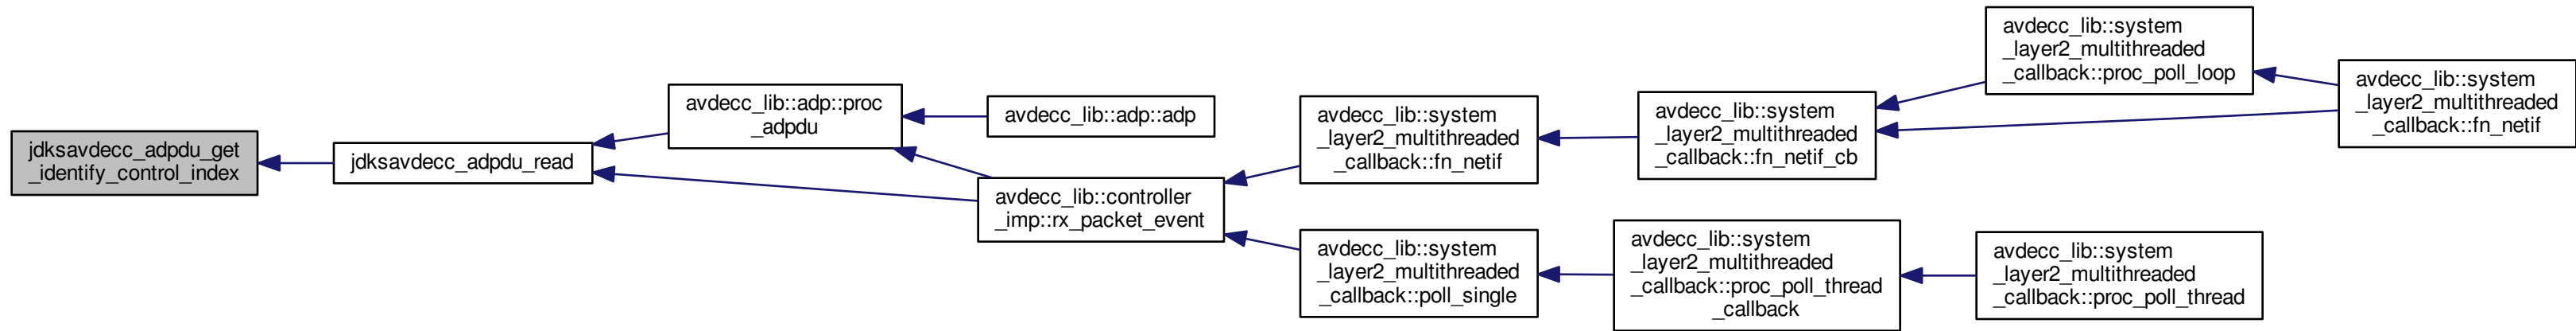 jdksavdecc_adpdu_get
_identify_control_index
jdksavdecc_adpdu_read
avdecc_lib::adp::proc
_adpdu
avdecc_lib::adp::adp
avdecc_lib::controller
_imp::rx_packet_event
avdecc_lib::system
_layer2_multithreaded
_callback::fn_netif
avdecc_lib::system
_layer2_multithreaded
_callback::poll_single
avdecc_lib::system
_layer2_multithreaded
_callback::fn_netif_cb
avdecc_lib::system
_layer2_multithreaded
_callback::proc_poll_thread
_callback
avdecc_lib::system
_layer2_multithreaded
_callback::proc_poll_loop
avdecc_lib::system
_layer2_multithreaded
_callback::proc_poll_thread
avdecc_lib::system
_layer2_multithreaded
_callback::fn_netif